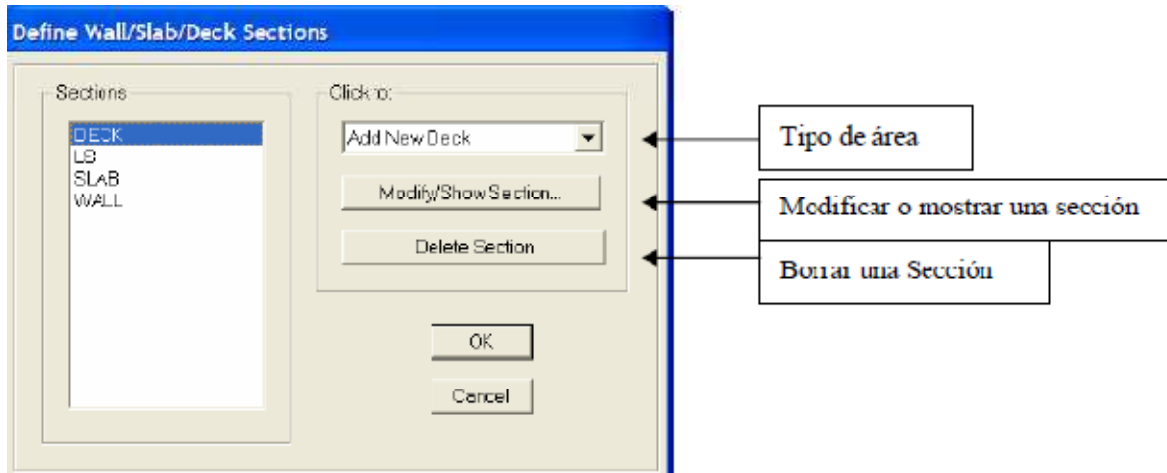 Define Wall/Slab/Deck Sections
Sections
DECK
LS
SLAB
WALL
Click to:
Add New Deck
Modify/Show Section...
Delete Section
OK
Cancel
Tipo de área
Modificar o mostrar una sección
Borrar una Sección